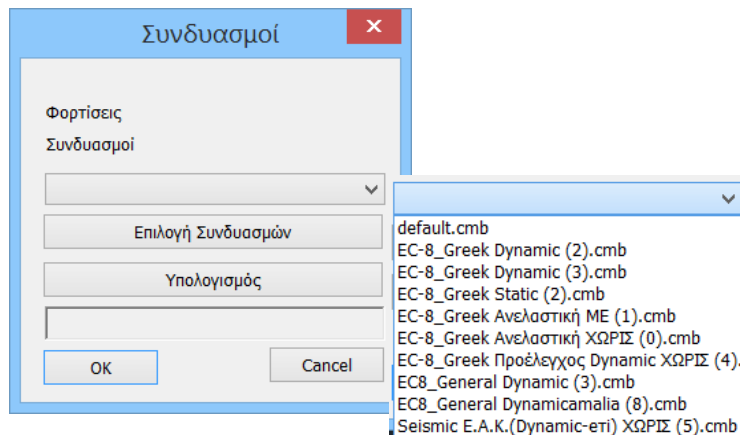 Συνδυασμοί
x
Φορτίσεις
Συνδυασμοί
Επιλογή Συνδυασμών
Υπολογισμός
OK
Cancel
default.cmb
EC-8_Greek Dynamic (2).cmb
EC-8_Greek Dynamic (3).cmb
EC-8_Greek Static (2).cmb
EC-8_Greek Ανελαστική ΜΕ (1).cmb
EC-8_Greek Ανελαστική ΧΩΡΙΣ (0).cmb
EC-8_Greek Προέλεγχος Dynamic ΧΩΡΙΣ (4).
EC8_General Dynamic (3).cmb
EC8_General Dynamicamalia (8).cmb
Seismic E.A.K.(Dynamic-eτi) ΧΩΡΙΣ (5).cmb